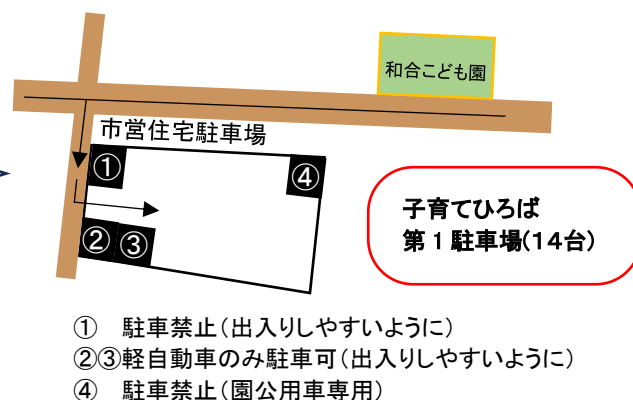 和合こども園
市営住宅駐車場
①
④
②③
子育てひろば
第1駐車場(14台)
① 駐車禁止(出入りしやすいように)
②③軽自動車のみ駐車可(出入りしやすいように)
④ 駐車禁止(園公用車専用)